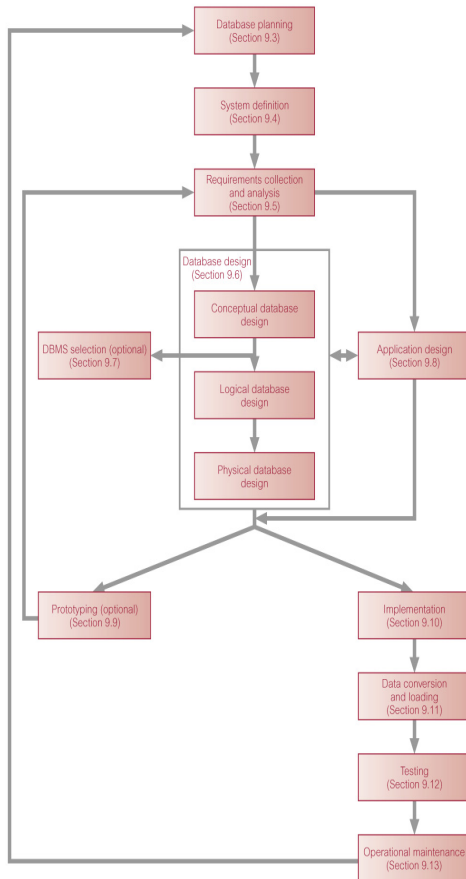 Database planning
(Section 9.3)
System definition
(Section 9.4)
Requirements collection
and analysis
(Section 9.5)
Database design
(Section 9.6)
Conceptual database
design
DBMS selection (optional)
(Section 9.7)
Application design
(Section 9.8)
Logical database
design
Physical database
design
Prototyping (optional)
(Section 9.9)
Implementation
(Section 9.10)
Data conversion
and loading
(Section 9.11)
Testing
(Section 9.12)
Operational maintenance
(Section 9.13)